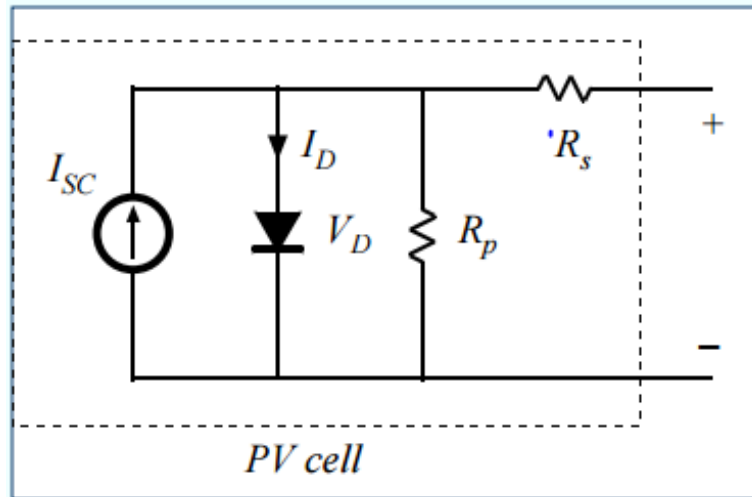 +
I_D
'R_s
I_SC
V_D
R_p
−
PV cell